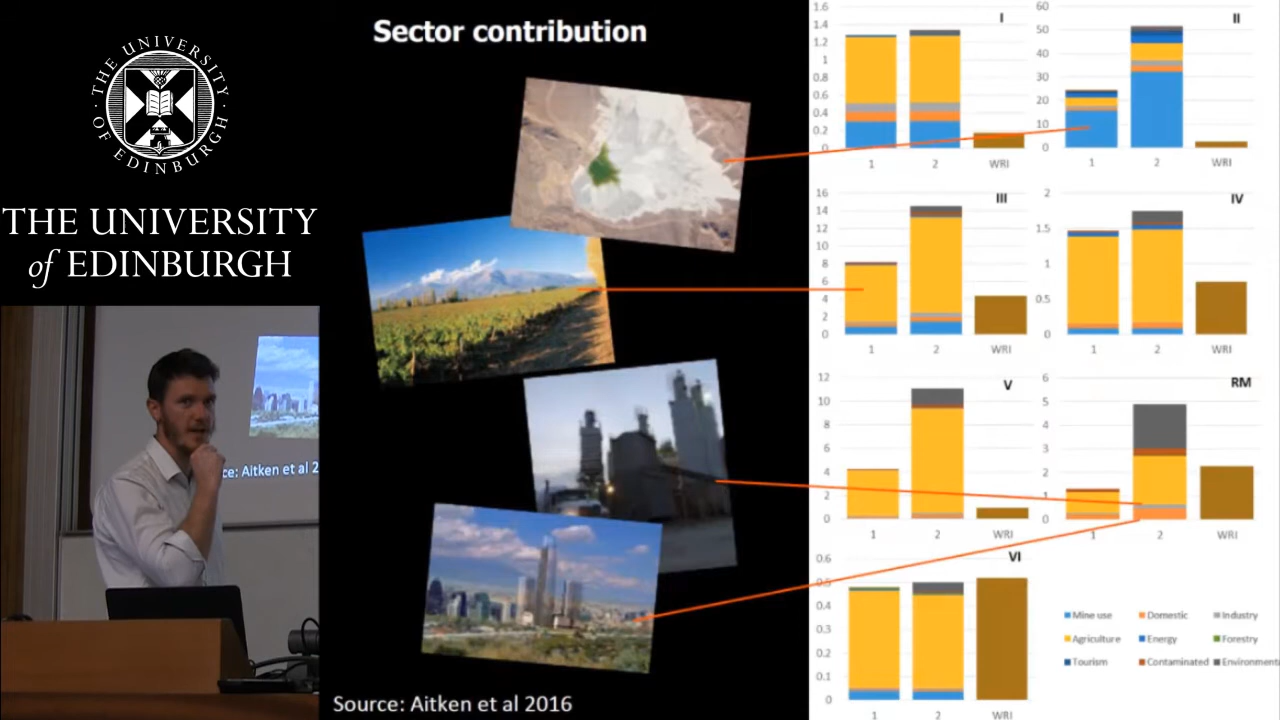 THE UNIVERSITY OF EDINBURGH
THE UNIVERSITY
of EDINBURGH
ce: Aitken et al 2
Sector contribution
Source: Aitken et al 2016
I
1.6
1.4
1.2
1
0.8
0.6
0.4
0.2
0
1 2 WRI
II
60
50
40
30
20
10
0
1 2 WRI
III
16
14
12
10
8
6
4
2
0
1 2 WRI
IV
2
1.5
1
0.5
0
1 2 WRI
V
12
10
8
6
4
2
0
1 2 WRI
RM
6
5
4
3
2
1
0
1 2 WRI
VI
0.6
0.5
0.4
0.3
0.2
0.1
0
1 2 WRI
Mine use Domestic Industry
Agriculture Energy Forestry
Tourism Contaminated Environmenta